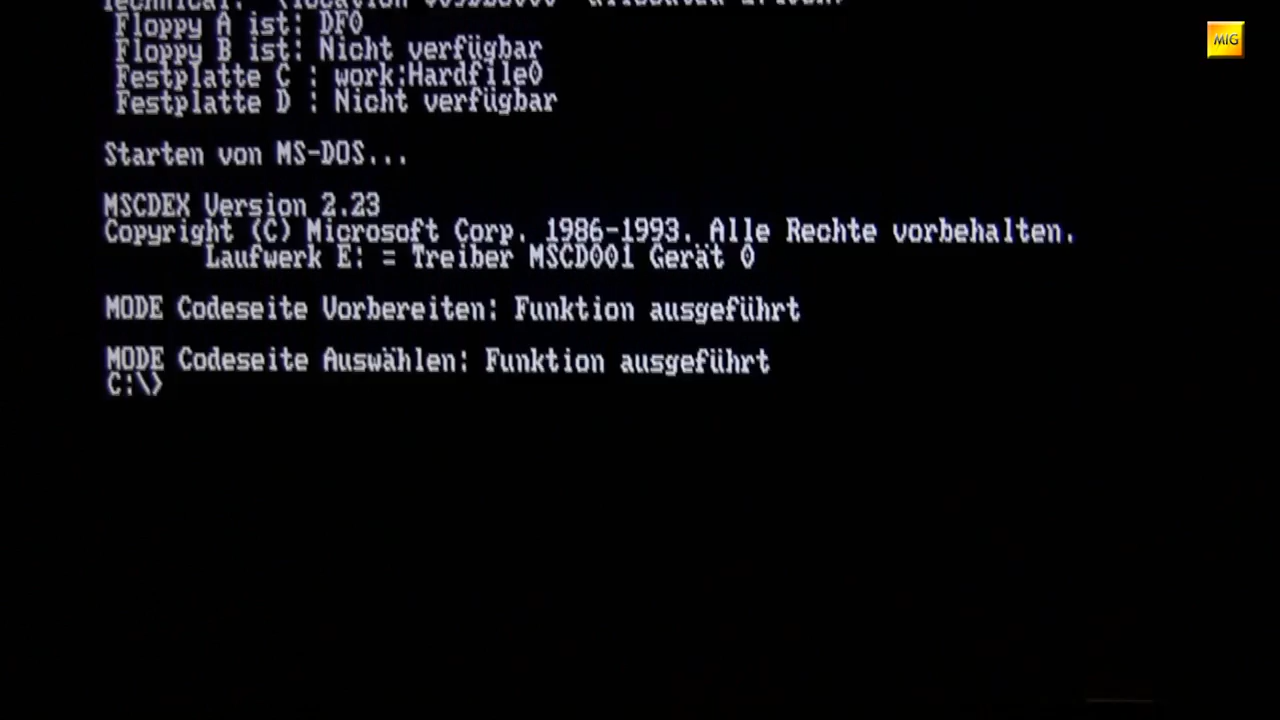 Floppy A ist: DF0
Floppy B ist: Nicht verfügbar
Festplatte C : work:Hardfile0
Festplatte D : Nicht verfügbar
Starten von MS-DOS...
MSCDEX Version 2.23
Copyright (C) Microsoft Corp. 1986-1993. Alle Rechte vorbehalten.
Laufwerk E: = Treiber MSCD001 Gerät 0
MODE Codeseite Vorbereiten: Funktion ausgeführt
MODE Codeseite Auswählen: Funktion ausgeführt
C:\>
MIG